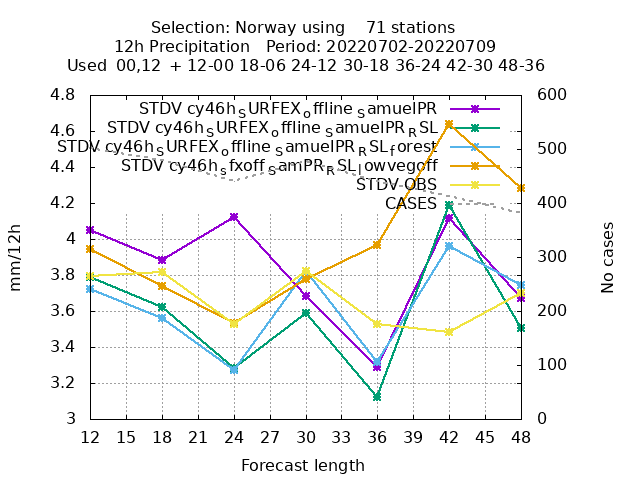 Selection: Norway using 71 stations
12h Precipitation Period: 20220702-20220709
Used 00,12 + 12-00 18-06 24-12 30-18 36-24 42-30 48-36
STDV cy46h_SURFEX_offline_SamuelPR
STDV cy46h_SURFEX_offline_SamuelPR_RSL
STDV cy46h_SURFEX_offline_SamuelPR_RSL_forest
STDV cy46h_sfxoff_SamPR_RSL_lowvegoff
STDV OBS
CASES
4.8
4.6
4.4
4.2
4
3.8
3.6
3.4
3.2
3
mm/12h
600
500
400
300
200
100
0
No cases
12 15 18 21 24 27 30 33 36 39 42 45 48
Forecast length